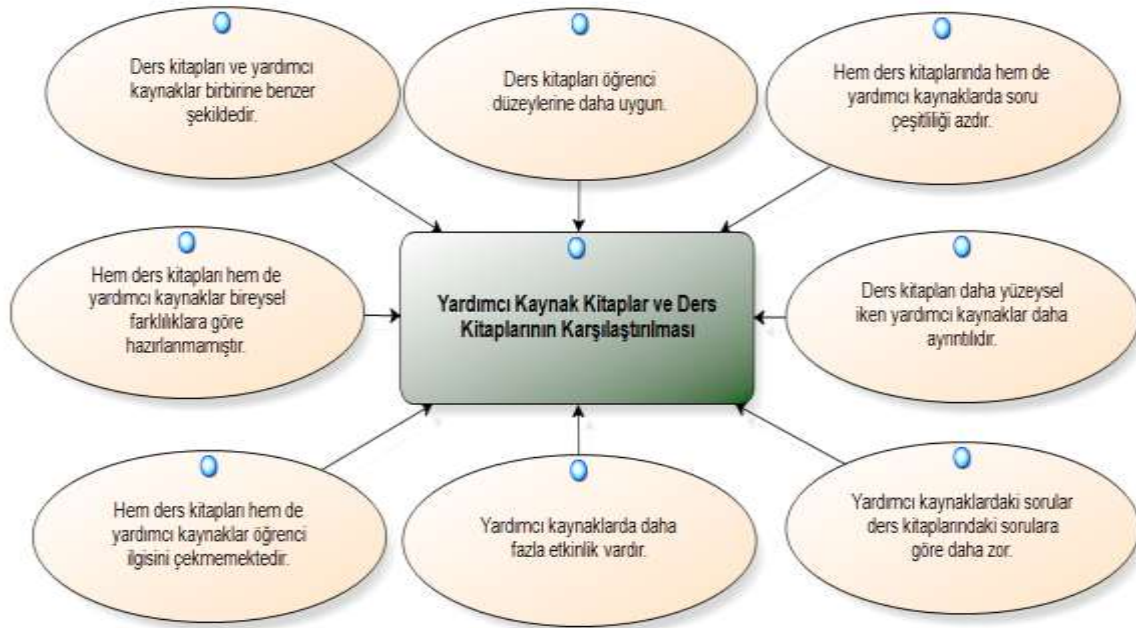 Ders kitapları ve yardımcı
kaynaklar birbirine benzer
şekildedir.
Ders kitapları öğrenci
düzeylerine daha uygun.
Hem ders kitaplarında hem de
yardımcı kaynaklarda soru
çeşitliliği azdır.
Hem ders kitapları hem de
yardımcı kaynaklar bireysel
farklılıklara göre
hazırlanmamıştır.
Yardımcı Kaynak Kitaplar ve Ders
Kitaplarının Karşılaştırılması
Ders kitapları daha yüzeysel
iken yardımcı kaynaklar daha
ayrıntılıdır.
Hem ders kitapları hem de
yardımcı kaynaklar öğrenci
ilgisini çekmemektedir.
Yardımcı kaynaklarda daha
fazla etkinlik vardır.
Yardımcı kaynaklardaki sorular
ders kitaplarındaki sorulara
göre daha zor.